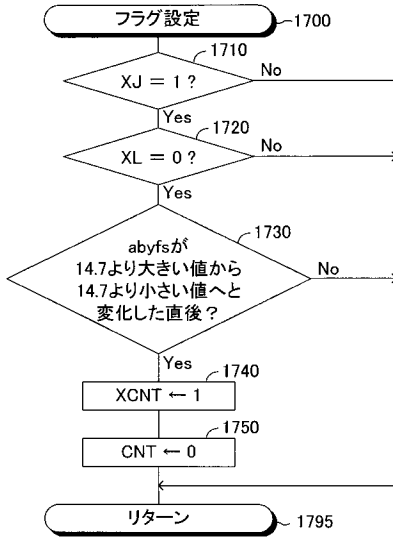 フラグ設定
1700
1710
XJ = 1 ?
No
Yes
1720
XL = 0 ?
No
Yes
1730
abyfsが
14.7より大きい値から
14.7より小さい値へと
変化した直後？
No
Yes
1740
XCNT ← 1
1750
CNT ← 0
リターン
1795